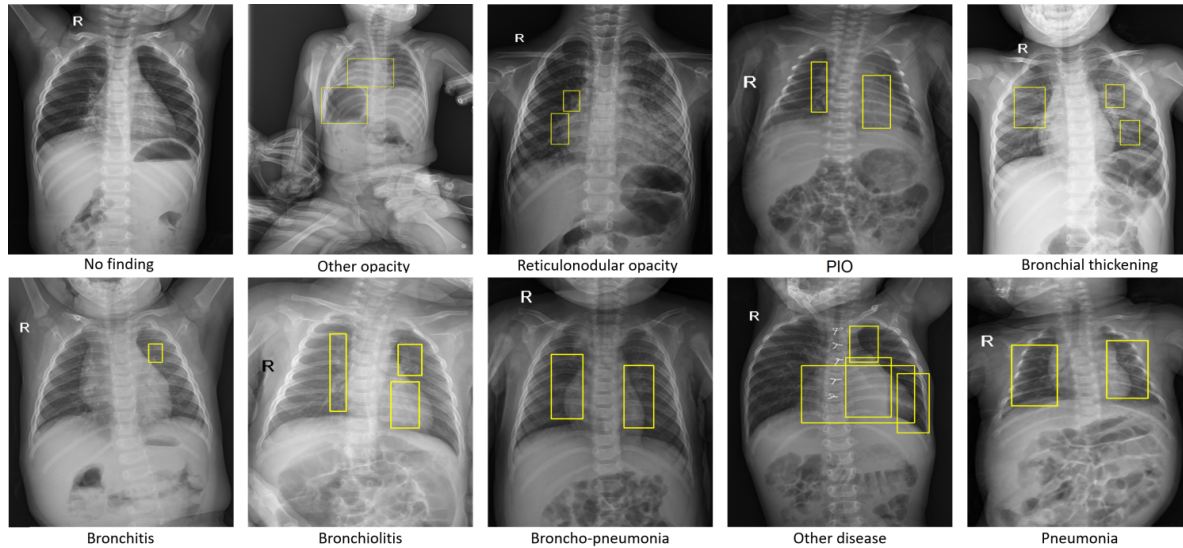 R
R
R
R
No finding
Other opacity
Reticulonodular opacity
PIO
Bronchial thickening
R
R
R
R
R
Bronchitis
Bronchiolitis
Broncho-pneumonia
Other disease
Pneumonia